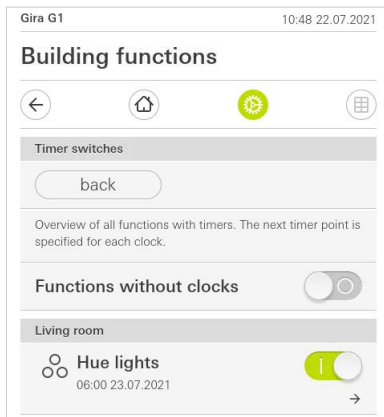 Gira G1 10:48 22.07.2021
Building functions
Timer switches
back
Overview of all functions with timers. The next timer point is
specified for each clock.
Functions without clocks
Living room
Hue lights
06:00 23.07.2021